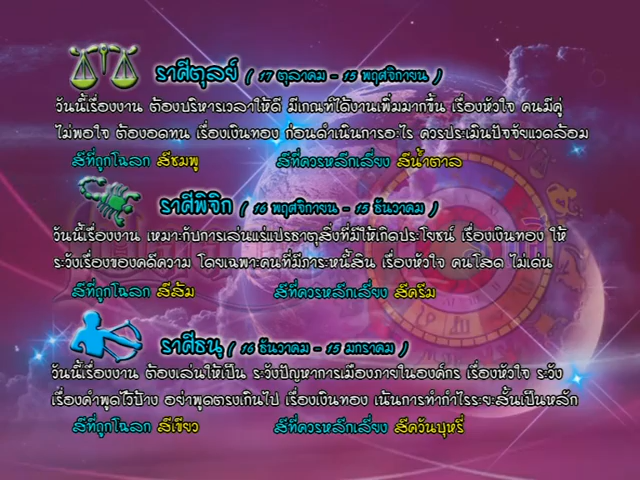 ราศีตุลย์ ( 17 ตุลาคม - 15 พฤศจิกายน )
วันนี้เรื่องงาน ต้องบริหารเวลาให้ดี มีเกณฑ์ได้งานเพิ่มมากขึ้น เรื่องหัวใจ คนมีคู่
ไม่พอใจ ต้องอดทน เรื่องเงินทอง ก่อนดำเนินการอะไร ควรประเมินปัจจัยแวดล้อม
สีที่ถูกโฉลก สีชมพู สีที่ควรหลีกเลี่ยง สีน้ำตาล
ราศีพิจิก ( 16 พฤศจิกายน - 15 ธันวาคม )
วันนี้เรื่องงาน เหมาะกับการเล่นแร่แปรธาตุสิ่งที่มีให้เกิดประโยชน์ เรื่องเงินทอง ให้
ระวังเรื่องของคดีความ โดยเฉพาะคนที่มีภาระหนี้สิน เรื่องหัวใจ คนโสด ไม่เด่น
สีที่ถูกโฉลก สีส้ม สีที่ควรหลีกเลี่ยง สีครีม
ราศีธนู ( 16 ธันวาคม - 15 มกราคม )
วันนี้เรื่องงาน ต้องเล่นให้เป็น ระวังปัญหาการเมืองภายในองค์กร เรื่องหัวใจ ระวัง
เรื่องคำพูดไว้บ้าง อย่าพูดตรงเกินไป เรื่องเงินทอง เน้นการทำกำไรระยะสั้นเป็นหลัก
สีที่ถูกโฉลก สีเขียว สีที่ควรหลีกเลี่ยง สีควันบุหรี่